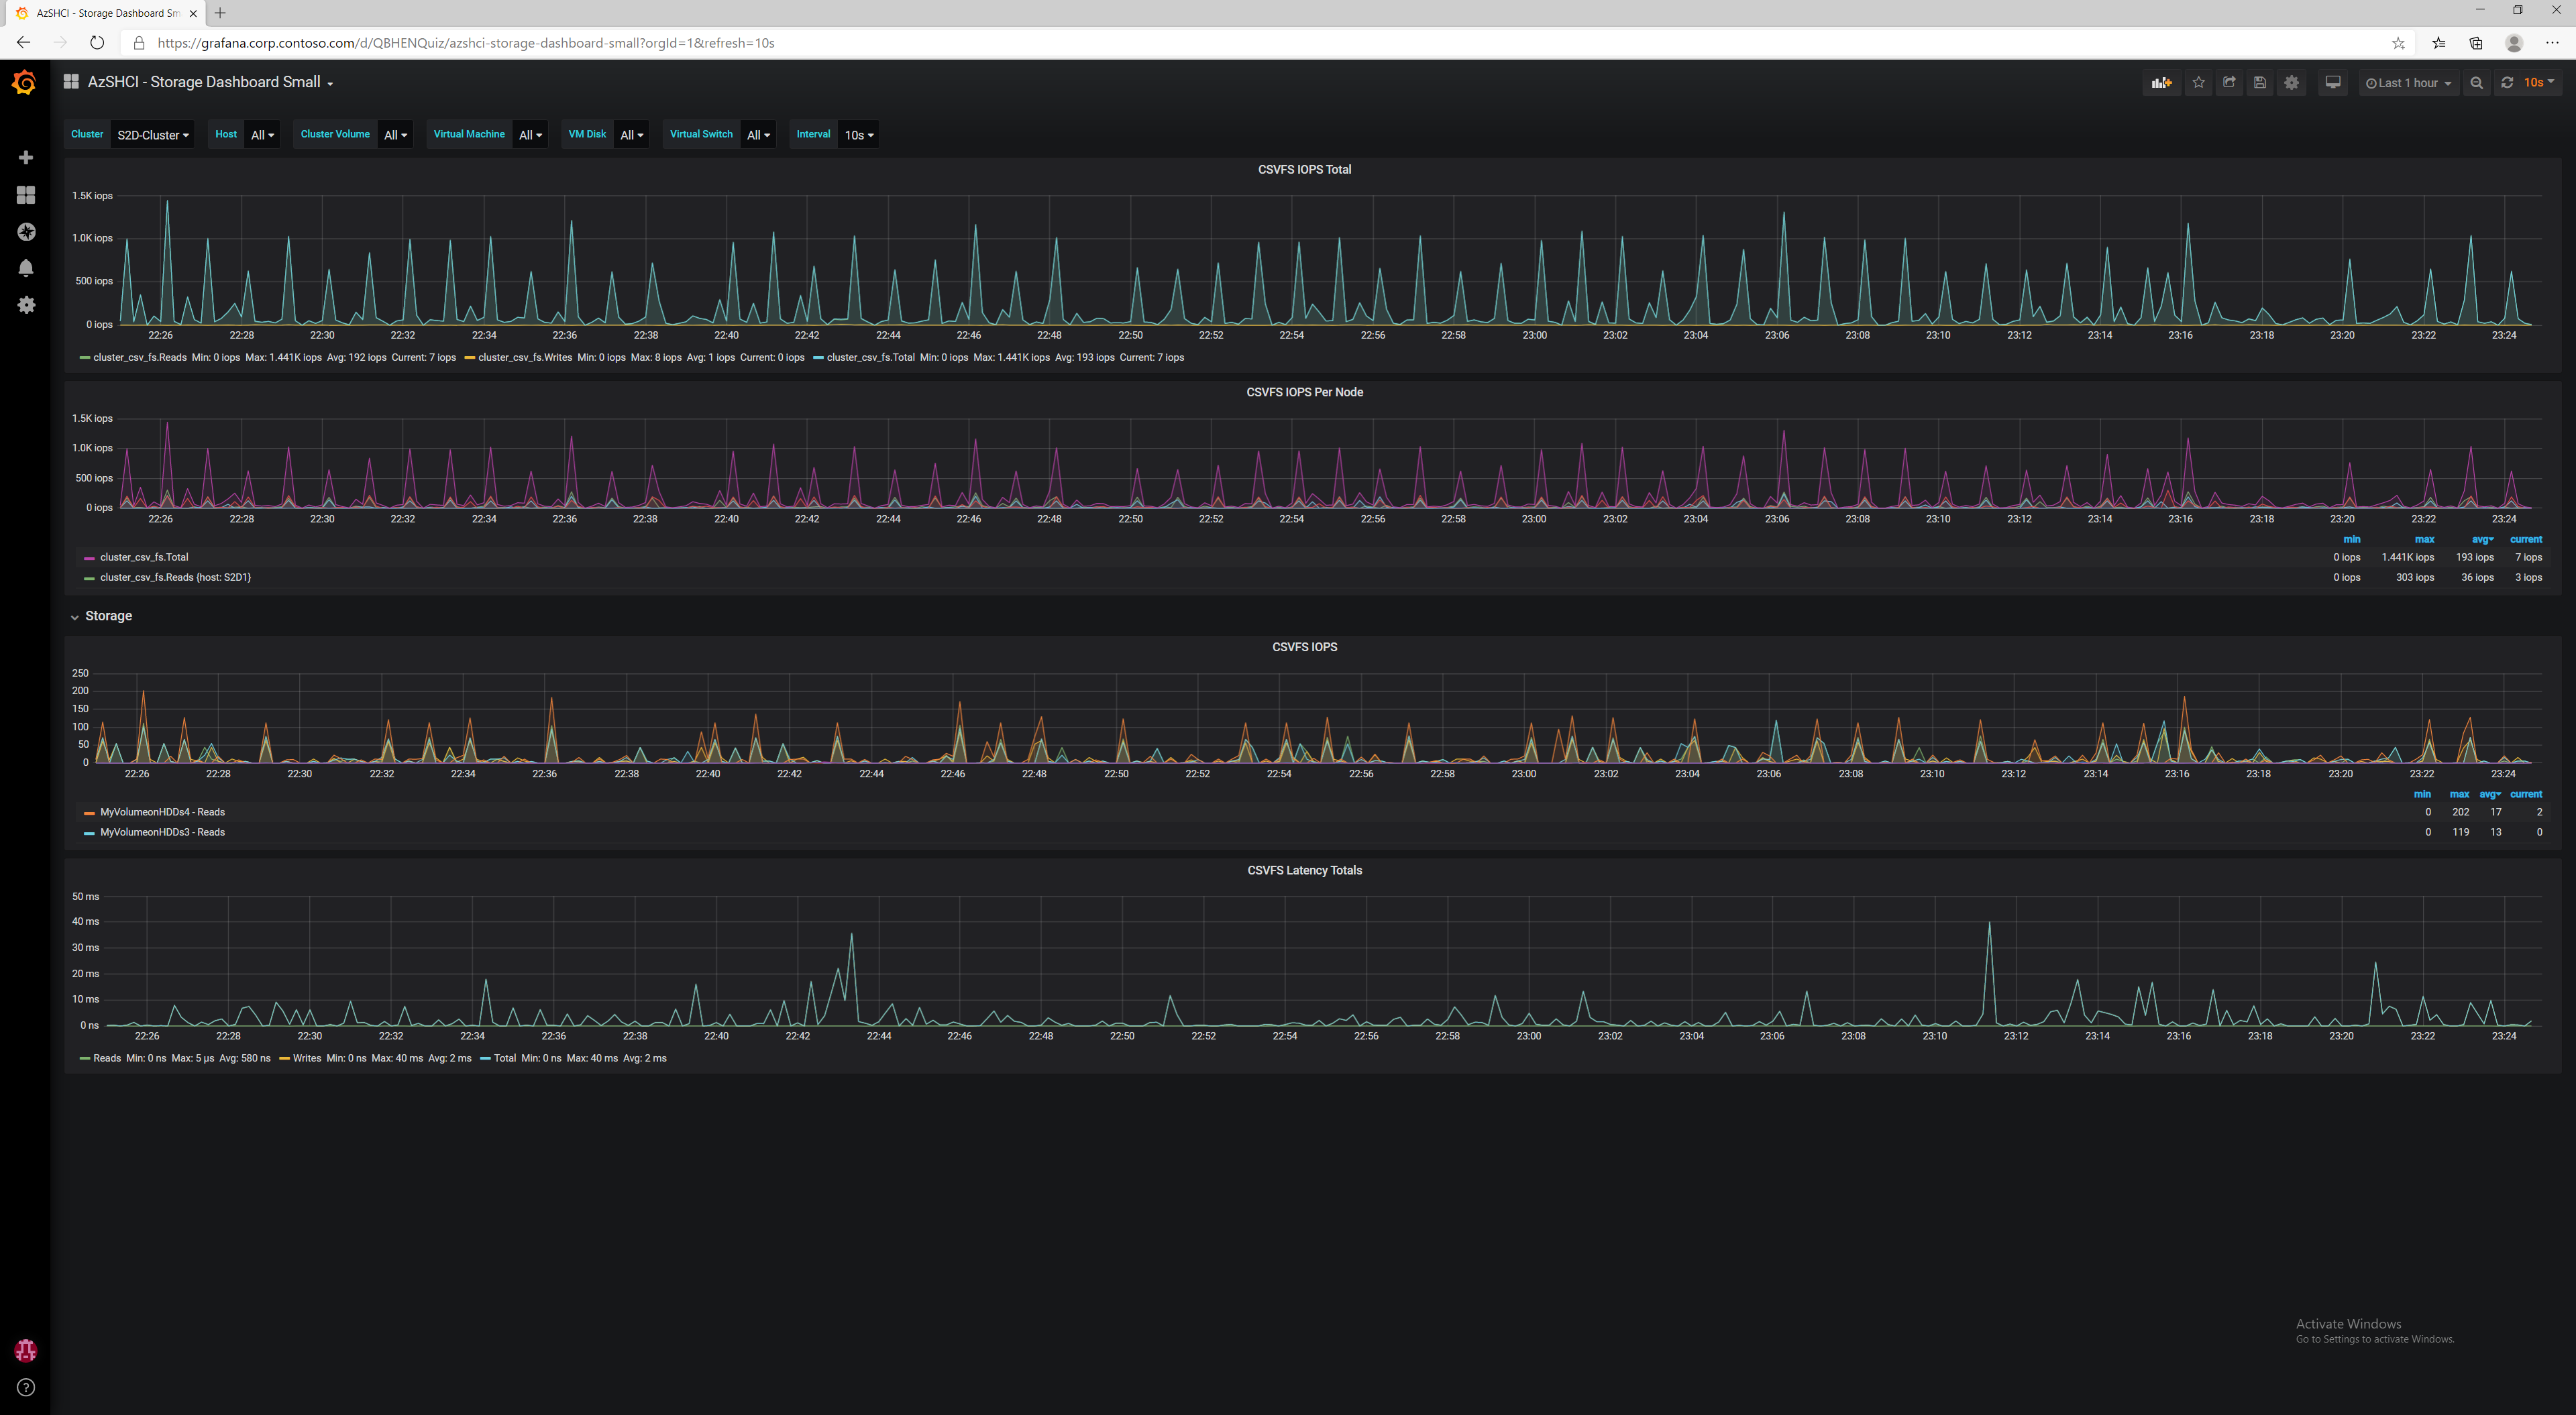 AzSHCI - Storage Dashboard Sm
https://grafana.corp.contoso.com/d/QBHENQuiz/azshci-storage-dashboard-small?orgId=1&refresh=10s
AzSHCI - Storage Dashboard Small
Last 1 hour
10s
Cluster S2D-Cluster Host All Cluster Volume All Virtual Machine All VM Disk All Virtual Switch All Interval 10s
CSVFS IOPS Total
1.5K iops
1.0K iops
500 iops
0 iops
22:26 22:28 22:30 22:32 22:34 22:36 22:38 22:40 22:42 22:44 22:46 22:48 22:50 22:52 22:54 22:56 22:58 23:00 23:02 23:04 23:06 23:08 23:10 23:12 23:14 23:16 23:18 23:20 23:22 23:24
cluster_csv_fs.Reads Min: 0 iops Max: 1.441K iops Avg: 192 iops Current: 7 iops cluster_csv_fs.Writes Min: 0 iops Max: 8 iops Avg: 1 iops Current: 0 iops cluster_csv_fs.Total Min: 0 iops Max: 1.441K iops Avg: 193 iops Current: 7 iops
CSVFS IOPS Per Node
1.5K iops
1.0K iops
500 iops
0 iops
22:26 22:28 22:30 22:32 22:34 22:36 22:38 22:40 22:42 22:44 22:46 22:48 22:50 22:52 22:54 22:56 22:58 23:00 23:02 23:04 23:06 23:08 23:10 23:12 23:14 23:16 23:18 23:20 23:22 23:24
min max avg current
cluster_csv_fs.Total 0 iops 1.441K iops 193 iops 7 iops
cluster_csv_fs.Reads {host: S2D1} 0 iops 303 iops 36 iops 3 iops
Storage
CSVFS IOPS
250
200
150
100
50
0
22:26 22:28 22:30 22:32 22:34 22:36 22:38 22:40 22:42 22:44 22:46 22:48 22:50 22:52 22:54 22:56 22:58 23:00 23:02 23:04 23:06 23:08 23:10 23:12 23:14 23:16 23:18 23:20 23:22 23:24
min max avg current
MyVolumeonHDDs4 - Reads 0 202 17 2
MyVolumeonHDDs3 - Reads 0 119 13 0
CSVFS Latency Totals
50 ms
40 ms
30 ms
20 ms
10 ms
0 ns
22:26 22:28 22:30 22:32 22:34 22:36 22:38 22:40 22:42 22:44 22:46 22:48 22:50 22:52 22:54 22:56 22:58 23:00 23:02 23:04 23:06 23:08 23:10 23:12 23:14 23:16 23:18 23:20 23:22 23:24
Reads Min: 0 ns Max: 5 µs Avg: 580 ns Writes Min: 0 ns Max: 40 ms Avg: 2 ms Total Min: 0 ns Max: 40 ms Avg: 2 ms
Activate Windows
Go to Settings to activate Windows.